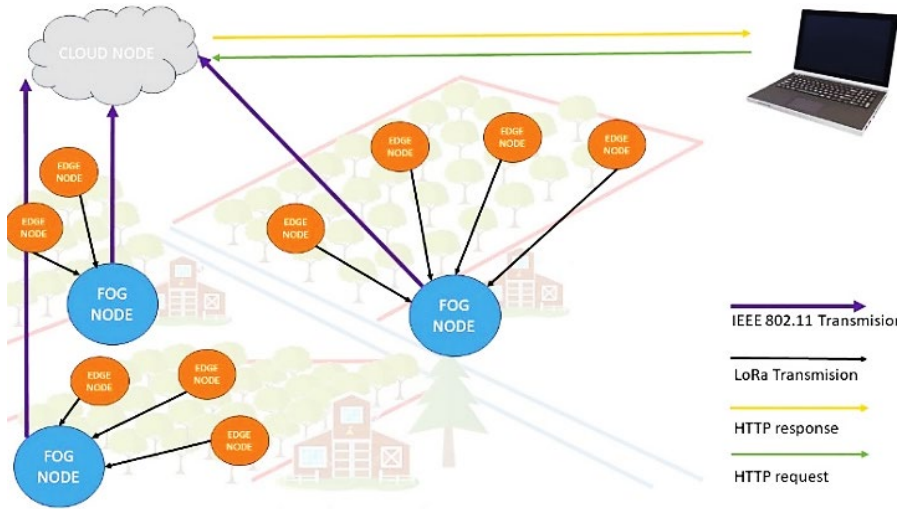 CLOUD NODE
EDGE
NODE
EDGE
NODE
EDGE
NODE
EDGE
NODE
EDGE
NODE
EDGE
NODE
FOG
NODE
FOG
NODE
IEEE 802.11 Transmision
EDGE
NODE
EDGE
NODE
LoRa Transmision
EDGE
NODE
HTTP response
FOG
NODE
HTTP request